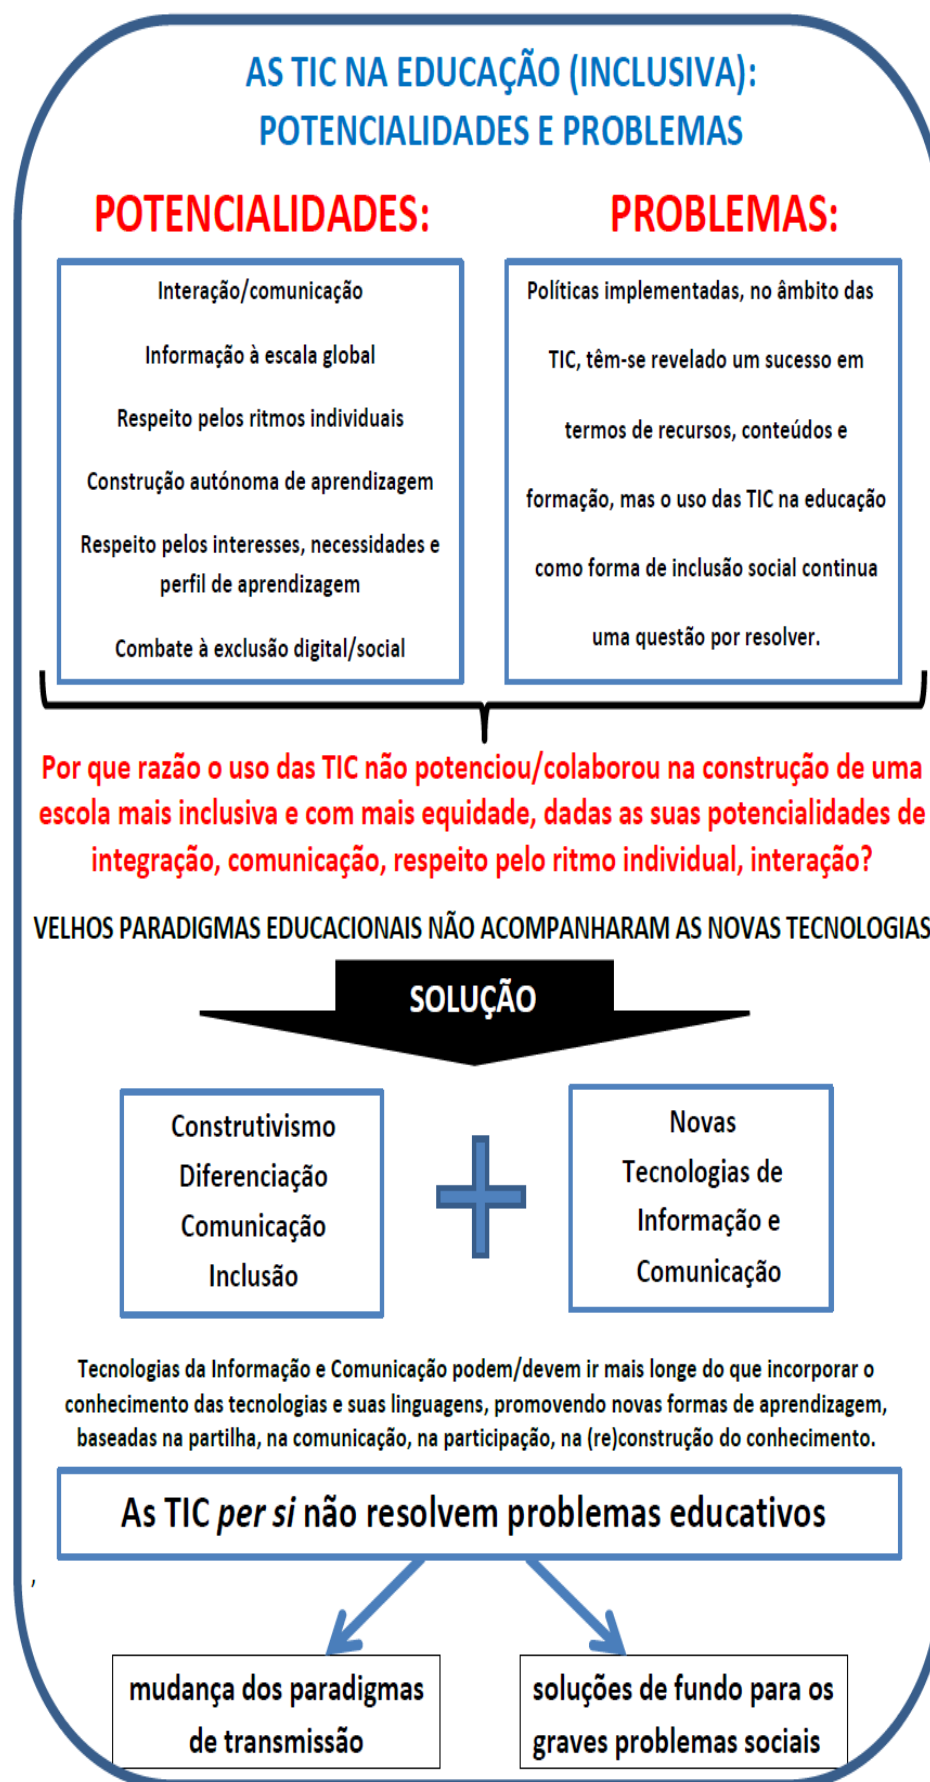 AS TIC NA EDUCAÇÃO (INCLUSIVA):
POTENCIALIDADES E PROBLEMAS
POTENCIALIDADES:
Interação/comunicação
Informação à escala global
Respeito pelos ritmos individuais
Construção autónoma de aprendizagem
Respeito pelos interesses, necessidades e
perfil de aprendizagem
Combate à exclusão digital/social
PROBLEMAS:
Políticas implementadas, no âmbito das
TIC, têm-se revelado um sucesso em
termos de recursos, conteúdos e
formação, mas o uso das TIC na educação
como forma de inclusão social continua
uma questão por resolver.
Por que razão o uso das TIC não potenciou/colaborou na construção de uma
escola mais inclusiva e com mais equidade, dadas as suas potencialidades de
integração, comunicação, respeito pelo ritmo individual, interação?
VELHOS PARADIGMAS EDUCACIONAIS NÃO ACOMPANHARAM AS NOVAS TECNOLOGIAS
SOLUÇÃO
Construtivismo
Diferenciação
Comunicação
Inclusão
Novas
Tecnologias de
Informação e
Comunicação
Tecnologias da Informação e Comunicação podem/devem ir mais longe do que incorporar o
conhecimento das tecnologias e suas linguagens, promovendo novas formas de aprendizagem,
baseadas na partilha, na comunicação, na participação, na (re)construção do conhecimento.
As TIC per si não resolvem problemas educativos
,
mudança dos paradigmas
de transmissão
soluções de fundo para os
graves problemas sociais